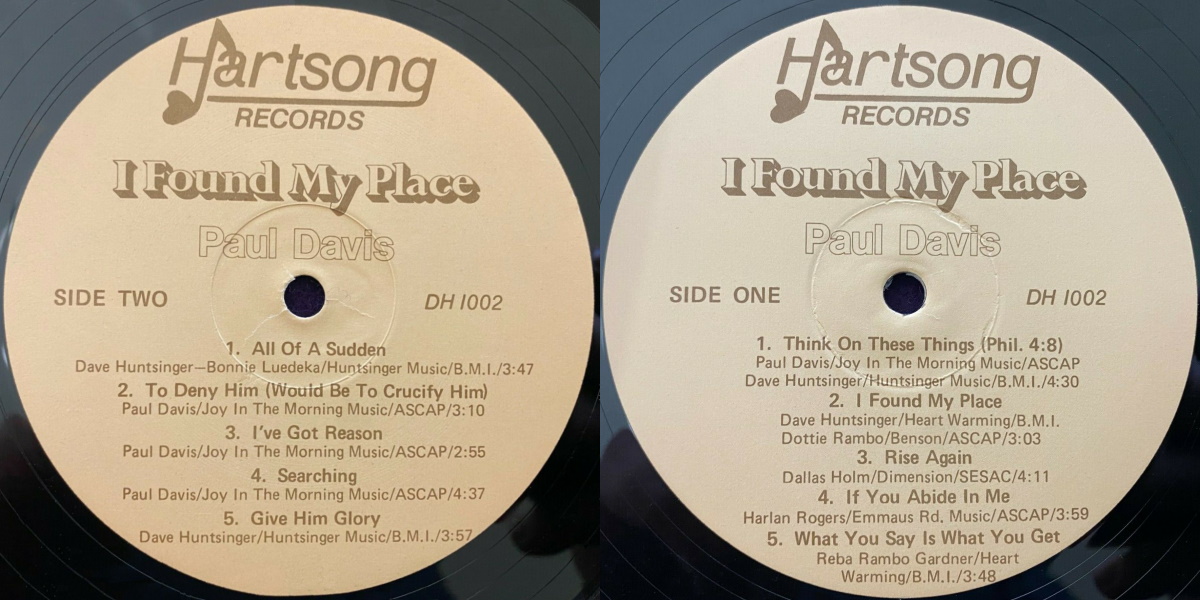 Hartsong
RECORDS
I Found My Place
Paul Davis
SIDE TWO
DH 1002
1. All Of A Sudden
Dave Huntsinger—Bonnie Luedeka/Huntsinger Music/B.M.I./3:47
2. To Deny Him (Would Be To Crucify Him)
Paul Davis/Joy In The Morning Music/ASCAP/3:10
3. I've Got Reason
Paul Davis/Joy In The Morning Music/ASCAP/2:55
4. Searching
Paul Davis/Joy In The Morning Music/ASCAP/4:37
5. Give Him Glory
Dave Huntsinger/Huntsinger Music/B.M.I./3:57
Hartsong
RECORDS
I Found My Place
Paul Davis
SIDE ONE
DH 1002
1. Think On These Things (Phil. 4:8)
Paul Davis/Joy In The Morning Music/ASCAP
Dave Huntsinger/Huntsinger Music/B.M.I./4:30
2. I Found My Place
Dave Huntsinger/Heart Warming/B.M.I.
Dottie Rambo/Benson/ASCAP/3:03
3. Rise Again
Dallas Holm/Dimension/SESAC/4:11
4. If You Abide In Me
Harlan Rogers/Emmaus Rd. Music/ASCAP/3:59
5. What You Say Is What You Get
Reba Rambo Gardner/Heart
Warming/B.M.I./3:48